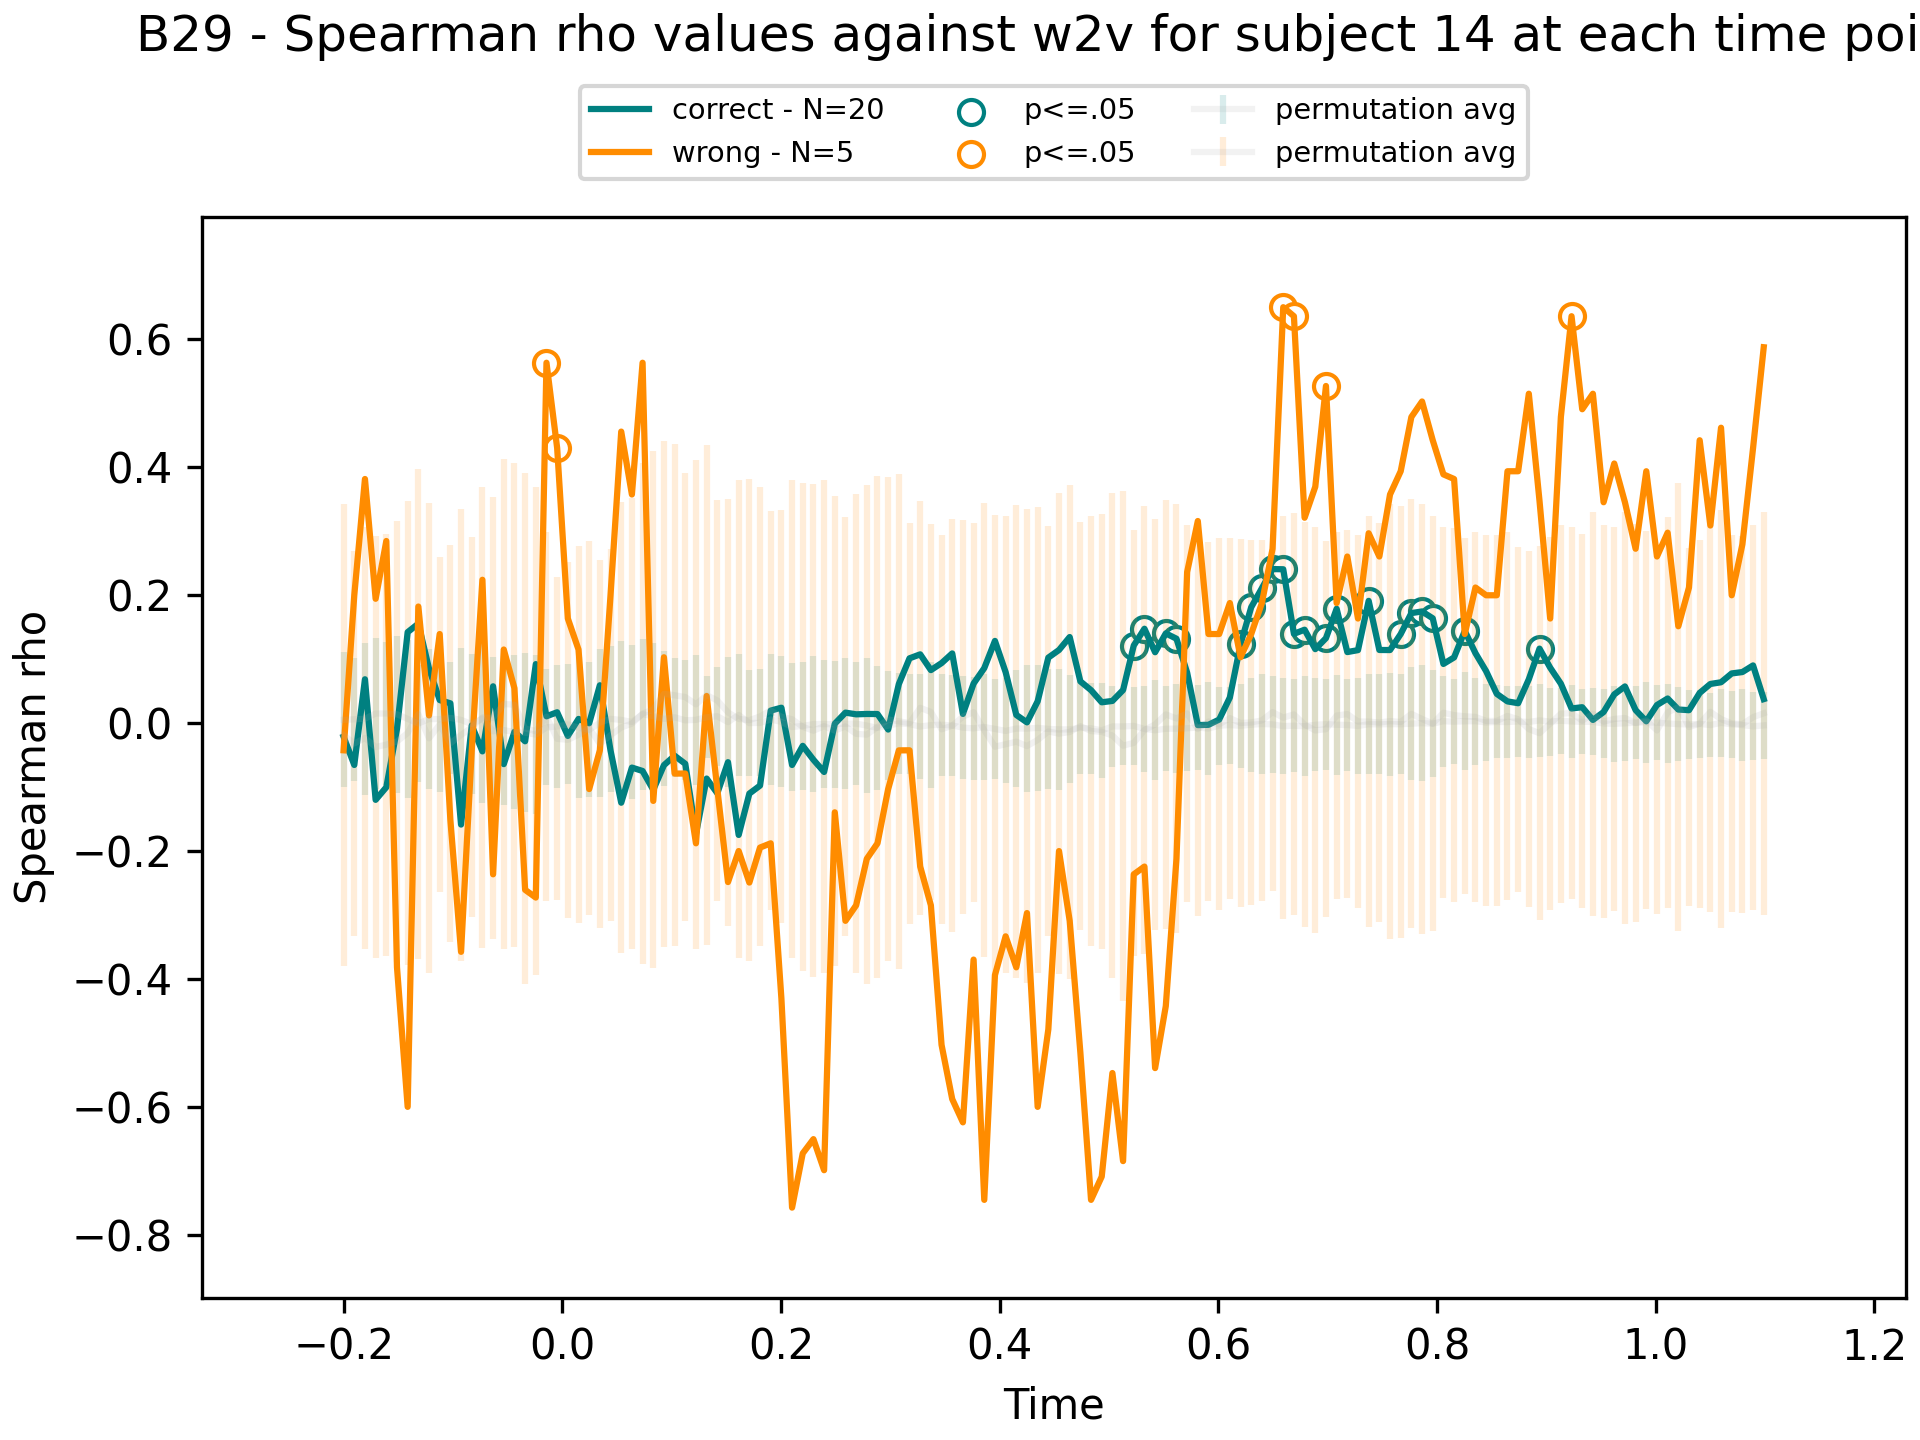 B29 - Spearman rho values against w2v for subject 14 at each time poi
correct - N=20
wrong - N=5
p<=.05
p<=.05
permutation avg
permutation avg
Spearman rho
0.6
0.4
0.2
0.0
−0.2
−0.4
−0.6
−0.8
−0.2 0.0 0.2 0.4 0.6 0.8 1.0 1.2
Time